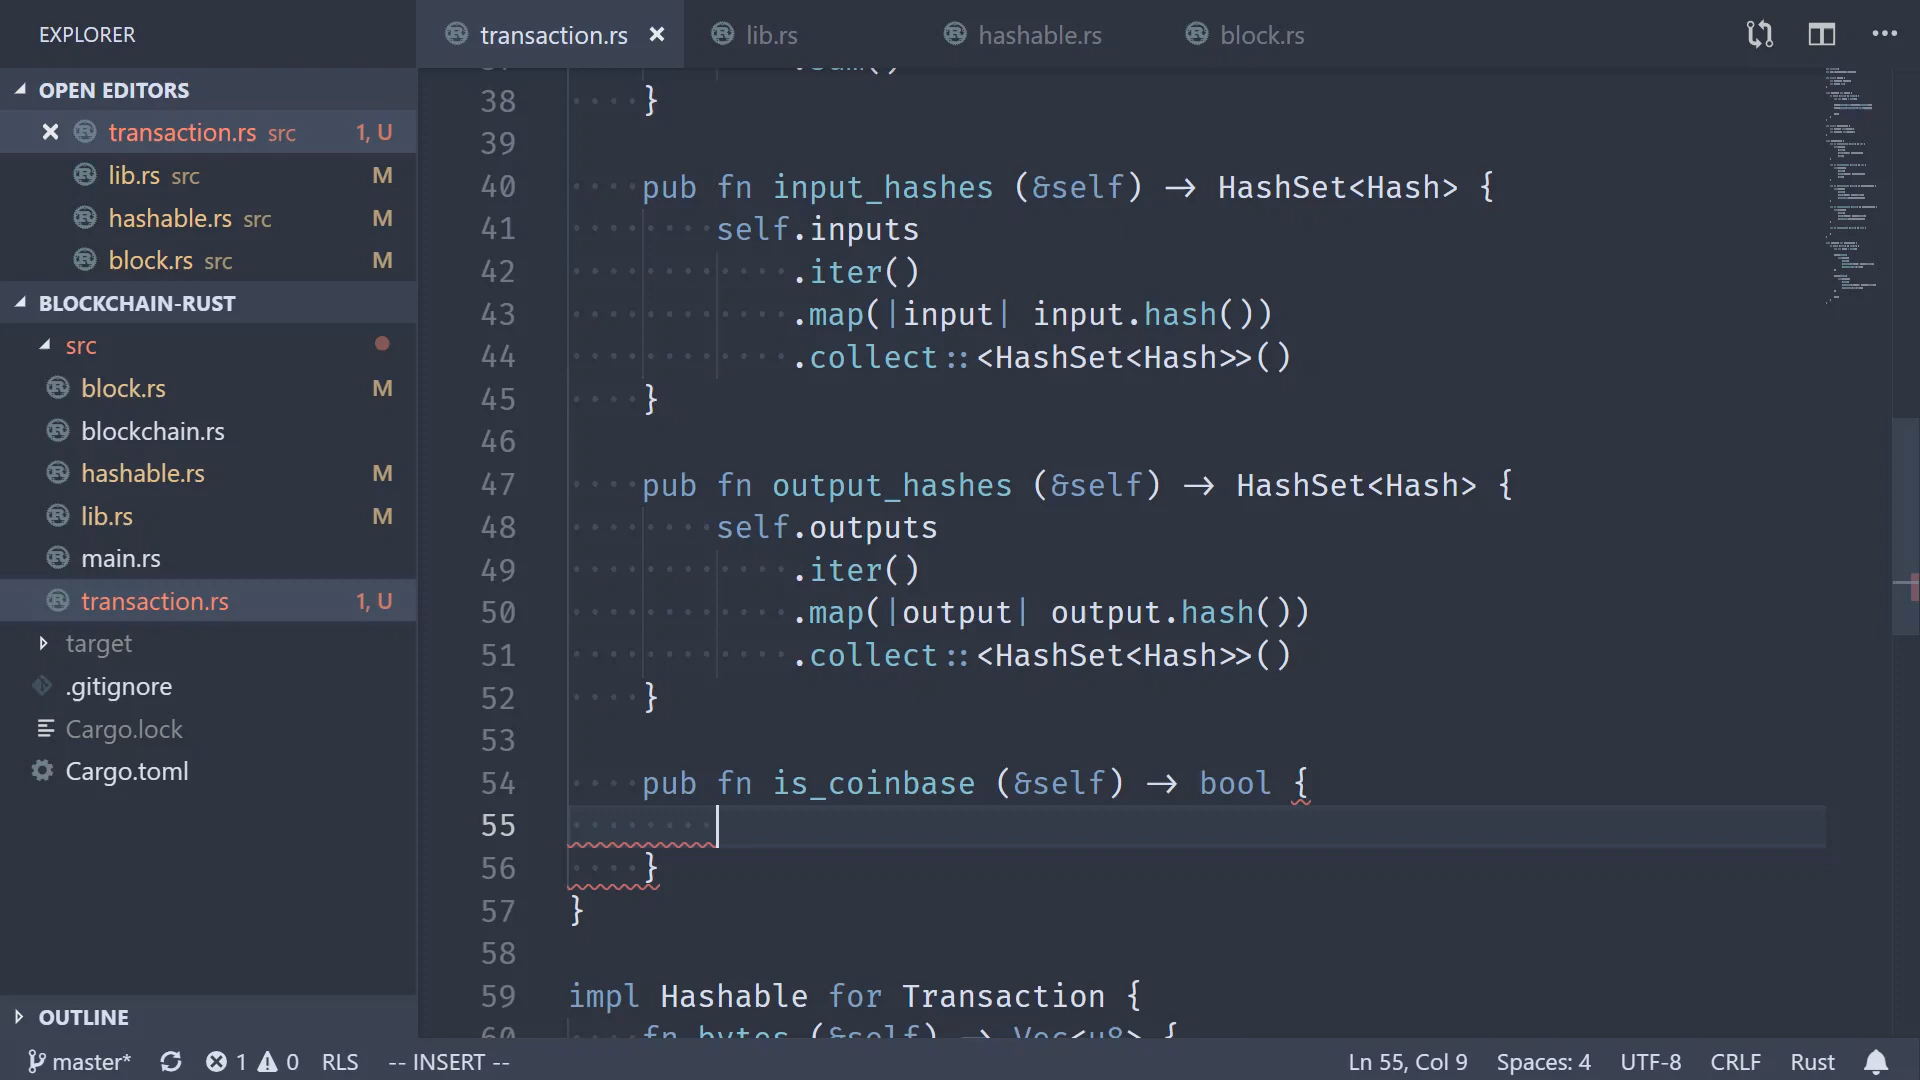 EXPLORER
transaction.rs
lib.rs
hashable.rs
block.rs
OPEN EDITORS
transaction.rs src 1, U
lib.rs src M
hashable.rs src M
block.rs src M
BLOCKCHAIN-RUST
src
block.rs M
blockchain.rs
hashable.rs M
lib.rs M
main.rs
transaction.rs 1, U
target
.gitignore
Cargo.lock
Cargo.toml
OUTLINE
38 }
39
40 pub fn input_hashes (&self) -> HashSet<Hash> {
41 self.inputs
42 .iter()
43 .map(|input| input.hash())
44 .collect::<HashSet<Hash>>()
45 }
46
47 pub fn output_hashes (&self) -> HashSet<Hash> {
48 self.outputs
49 .iter()
50 .map(|output| output.hash())
51 .collect::<HashSet<Hash>>()
52 }
53
54 pub fn is_coinbase (&self) -> bool {
55
56 }
57 }
58
59 impl Hashable for Transaction {
60 fn bytes (&self) -> Vec<u8> {
master* 1 0 RLS -- INSERT -- Ln 55, Col 9 Spaces: 4 UTF-8 CRLF Rust